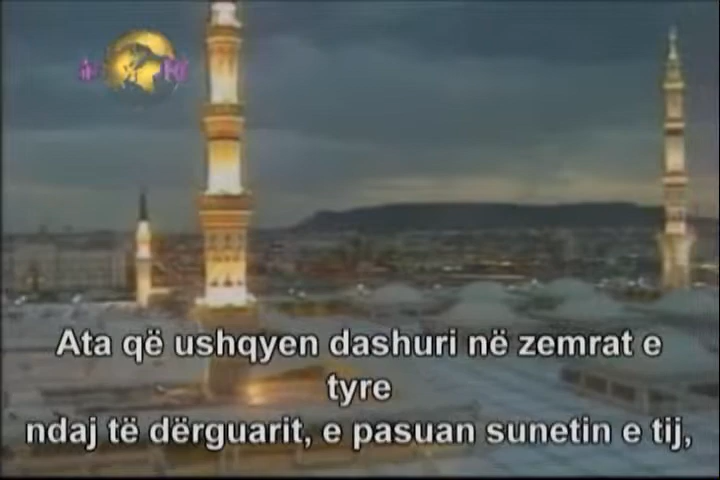 Ata që ushqyen dashuri në zemrat e
tyre
ndaj të dërguarit, e pasuan sunetin e tij,